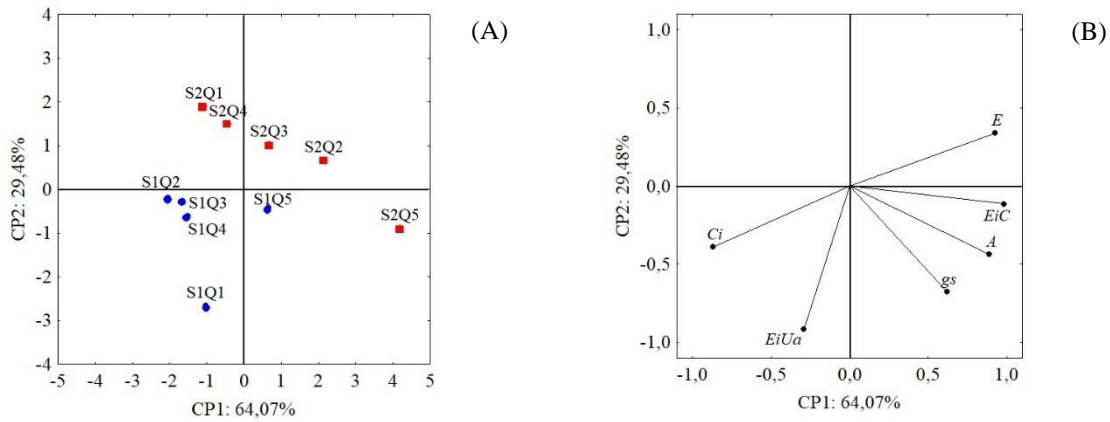 (A)
4
3
2
1
0
-1
-2
-3
-4
CP2: 29,48%
S2Q1
S2Q4
S2Q3
S2Q2
S1Q2
S1Q3
S1Q4
S1Q5
S2Q5
S1Q1
-5 -4 -3 -2 -1 0 1 2 3 4 5
CP1: 64,07%
(B)
1,0
0,5
0,0
-0,5
-1,0
CP2: 29,48%
E
EiC
A
gs
Ci
EiUa
-1,0 -0,5 0,0 0,5 1,0
CP1: 64,07%